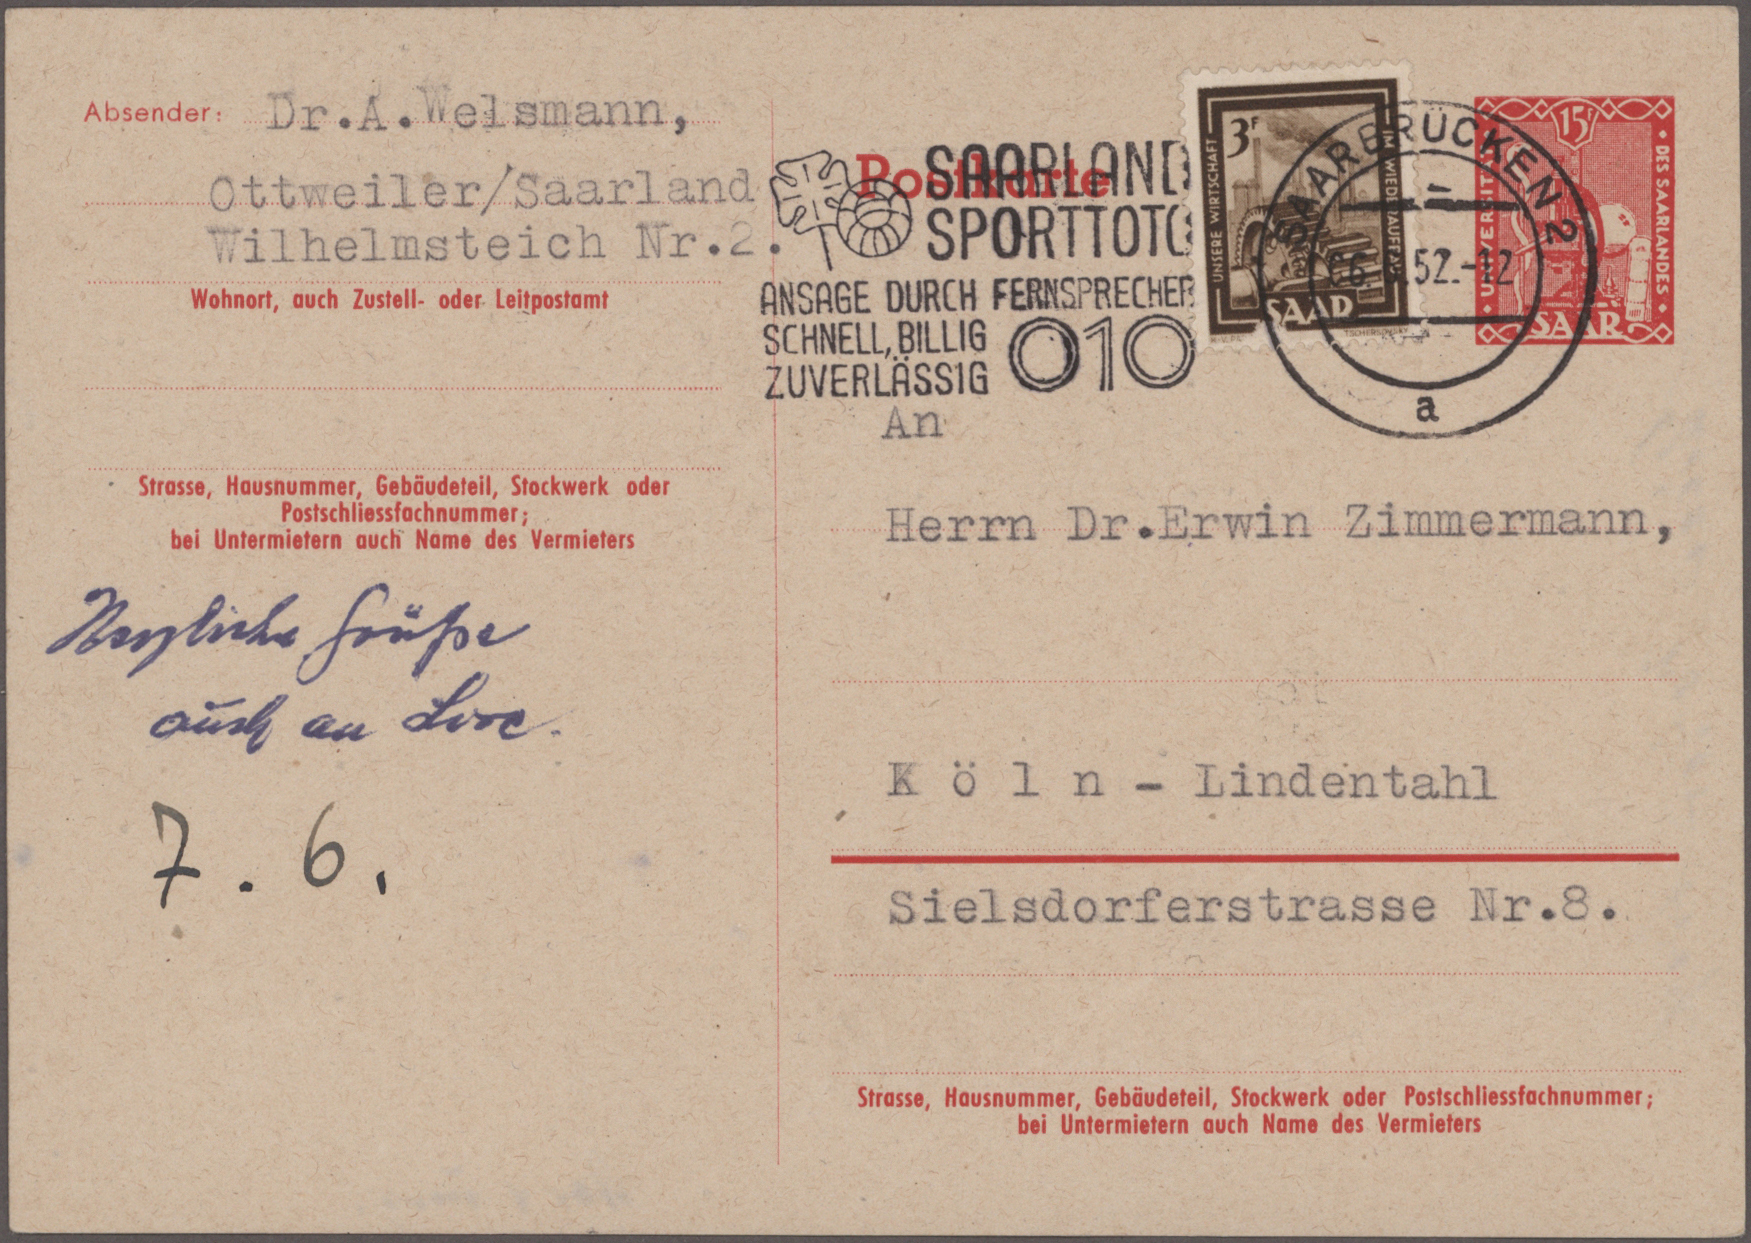 Absender: Dr.A.Welsmann,
Ottweiler/Saarland
Wilhelmsteich Nr.2.
Wohnort, auch Zustell- oder Leitpostamt
Strasse, Hausnummer, Gebäudeteil, Stockwerk oder
Postschliessfachnummer;
bei Untermietern auch Name des Vermieters
Herzliche Grüße
auch an
7.6.
Postkarte
SAARLAND
SPORTTOTO
ANSAGE DURCH FERNSPRECHER
SCHNELL, BILLIG
ZUVERLÄSSIG
010
3F
UNSERE WIRTSCHAFT
IM WIEDERAUFBAU
SAAR
TSCHERSOVSKY
SAARBRÜCKEN 2
52.-12
a
15F
UNIVERSITÄT
DES SAARLANDES
SAAR
An
Herrn Dr.Erwin Zimmermann,
Köln - Lindentahl
Sielsdorferstrasse Nr.8.
Strasse, Hausnummer, Gebäudeteil, Stockwerk oder Postschliessfachnummer;
bei Untermietern auch Name des Vermieters